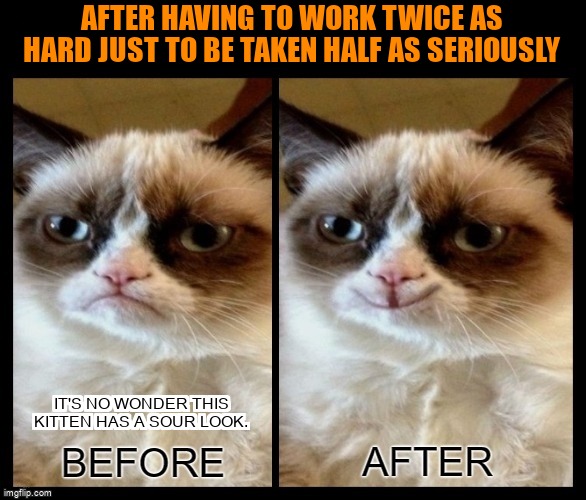 AFTER HAVING TO WORK TWICE AS
HARD JUST TO BE TAKEN HALF AS SERIOUSLY
IT'S NO WONDER THIS
KITTEN HAS A SOUR LOOK.
BEFORE
AFTER
imgflip.com